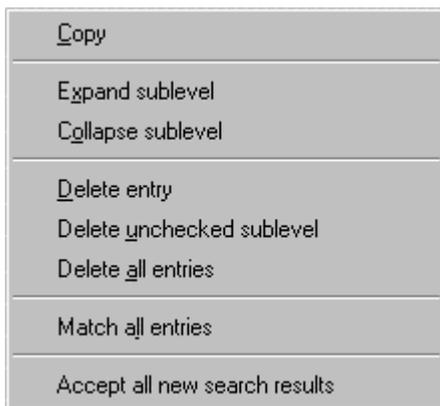 Copy
Expand sublevel
Collapse sublevel
Delete entry
Delete unchecked sublevel
Delete all entries
Match all entries
Accept all new search results